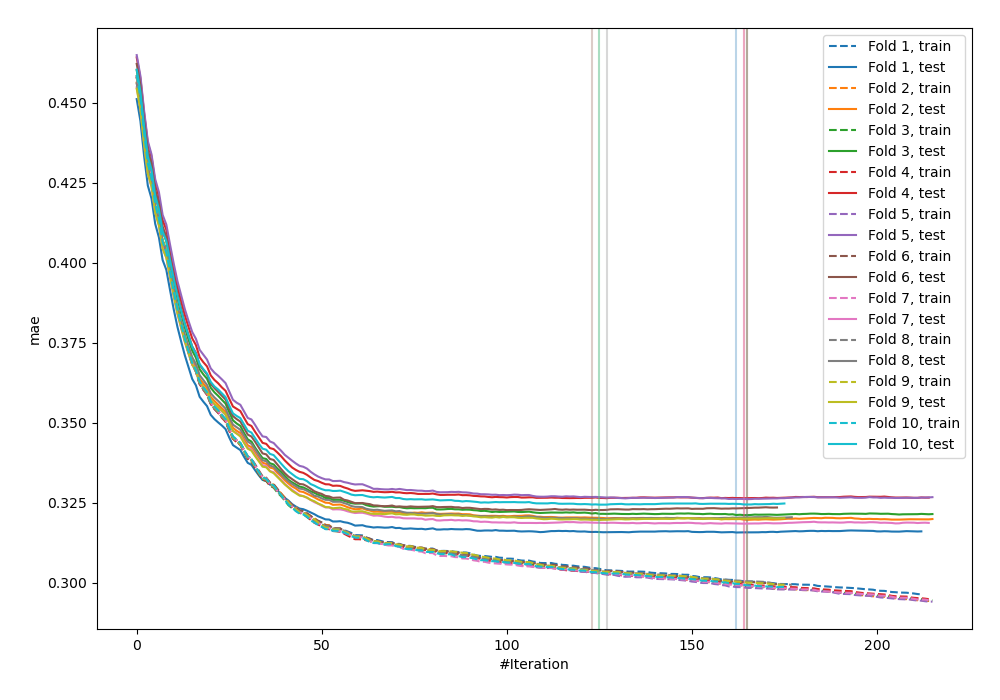 0.450
0.425
0.400
0.375
0.350
0.325
0.300
mae
0
50
100
150
200
#Iteration
Fold 1, train
Fold 1, test
Fold 2, train
Fold 2, test
Fold 3, train
Fold 3, test
Fold 4, train
Fold 4, test
Fold 5, train
Fold 5, test
Fold 6, train
Fold 6, test
Fold 7, train
Fold 7, test
Fold 8, train
Fold 8, test
Fold 9, train
Fold 9, test
Fold 10, train
Fold 10, test